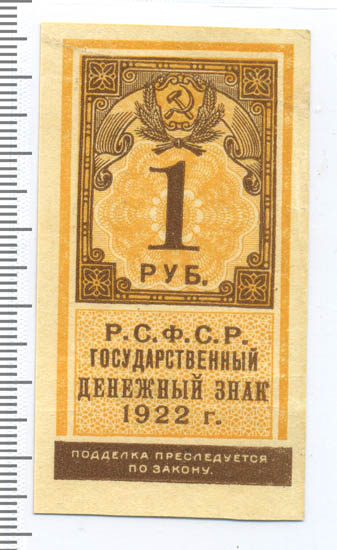 1
РУБ.
Р.С.Ф.С.Р.
ГОСУДАРСТВЕННЫЙ
ДЕНЕЖНЫЙ ЗНАК
1922 г.
ПОДДЕЛКА ПРЕСЛЕДУЕТСЯ
ПО ЗАКОНУ.